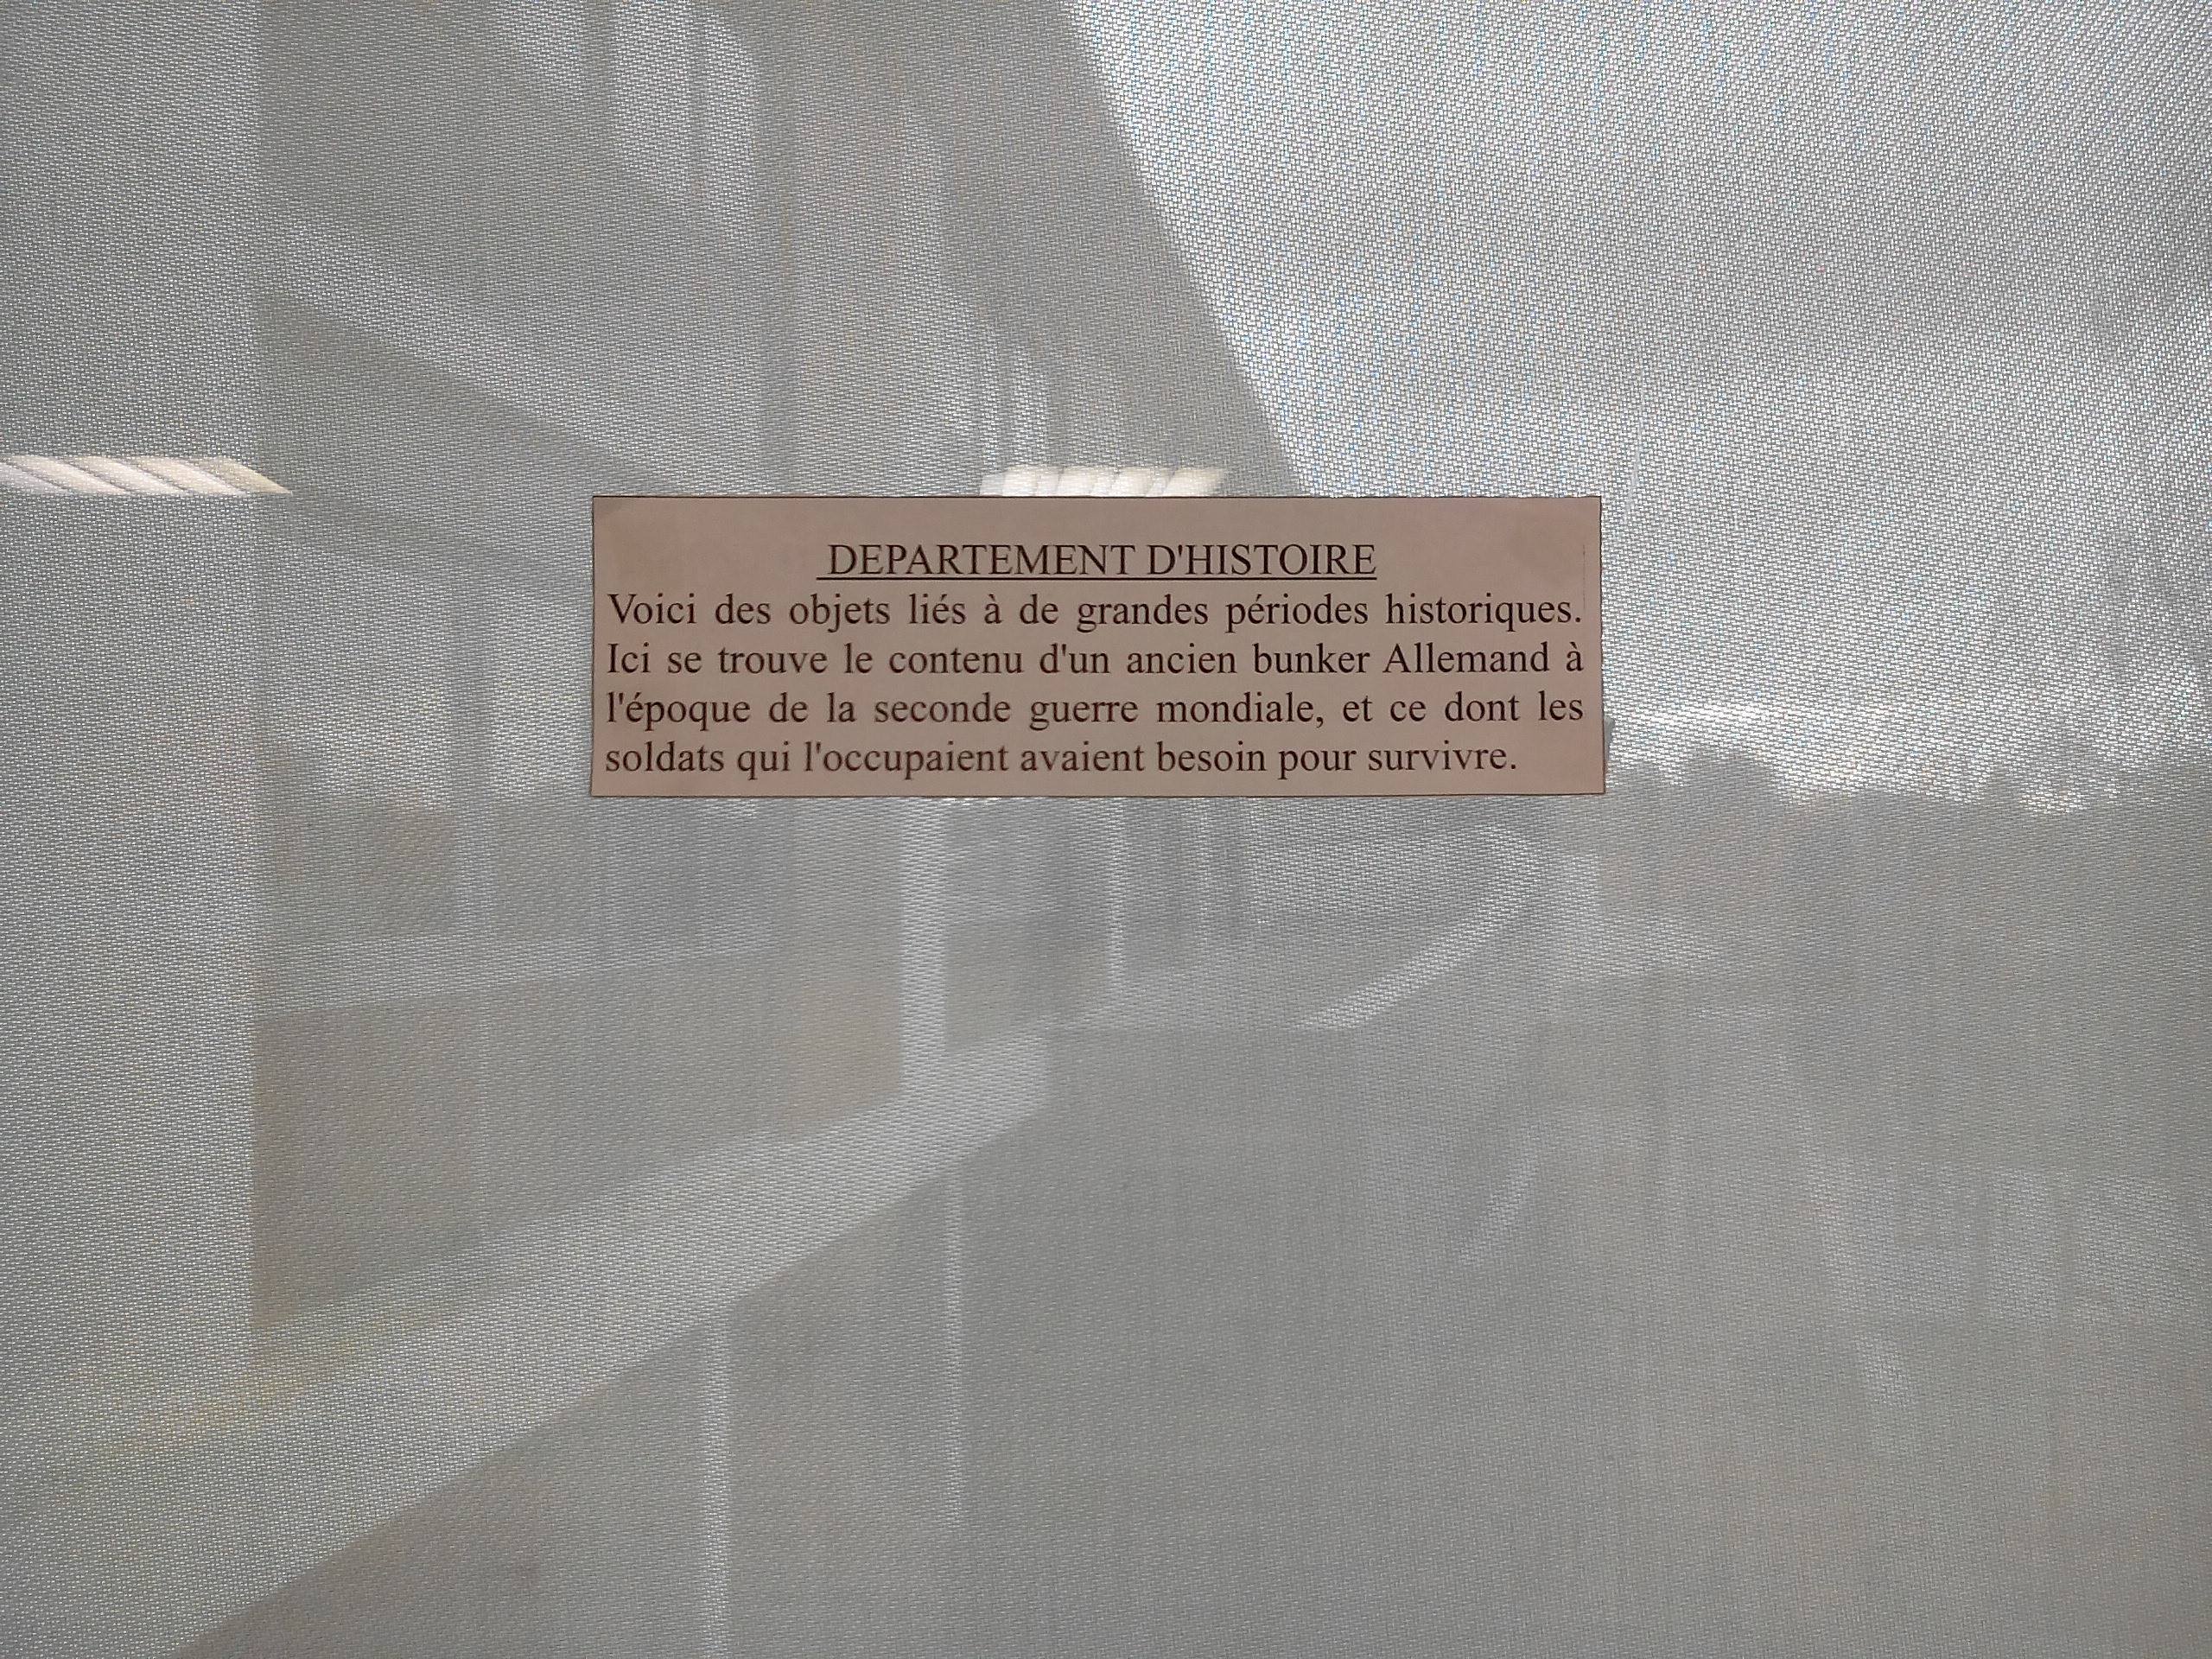 DEPARTEMENT D'HISTOIRE
Voici des objets liés à de grandes périodes historiques.
Ici se trouve le contenu d'un ancien bunker Allemand à
l'époque de la seconde guerre mondiale, et ce dont les
soldats qui l'occupaient avaient besoin pour survivre.